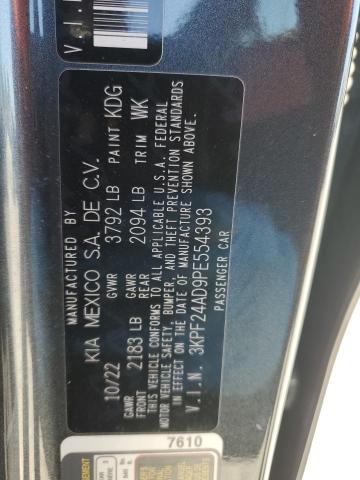 V.I.
MANUFACTURED BY
KIA MEXICO S.A. DE C.V.
10/22 GVWR 3792 LB PAINT KDG
GAWR FRONT 2183 LB GAWR REAR 2094 LB TRIM WK
THIS VEHICLE CONFORMS TO ALL APPLICABLE U.S.A. FEDERAL
MOTOR VEHICLE SAFETY, BUMPER, AND THEFT PREVENTION STANDARDS
IN EFFECT ON THE DATE OF MANUFACTURE SHOWN ABOVE.
V.I.N. 3KPF24AD9PE554393
PASSENGER CAR
7610